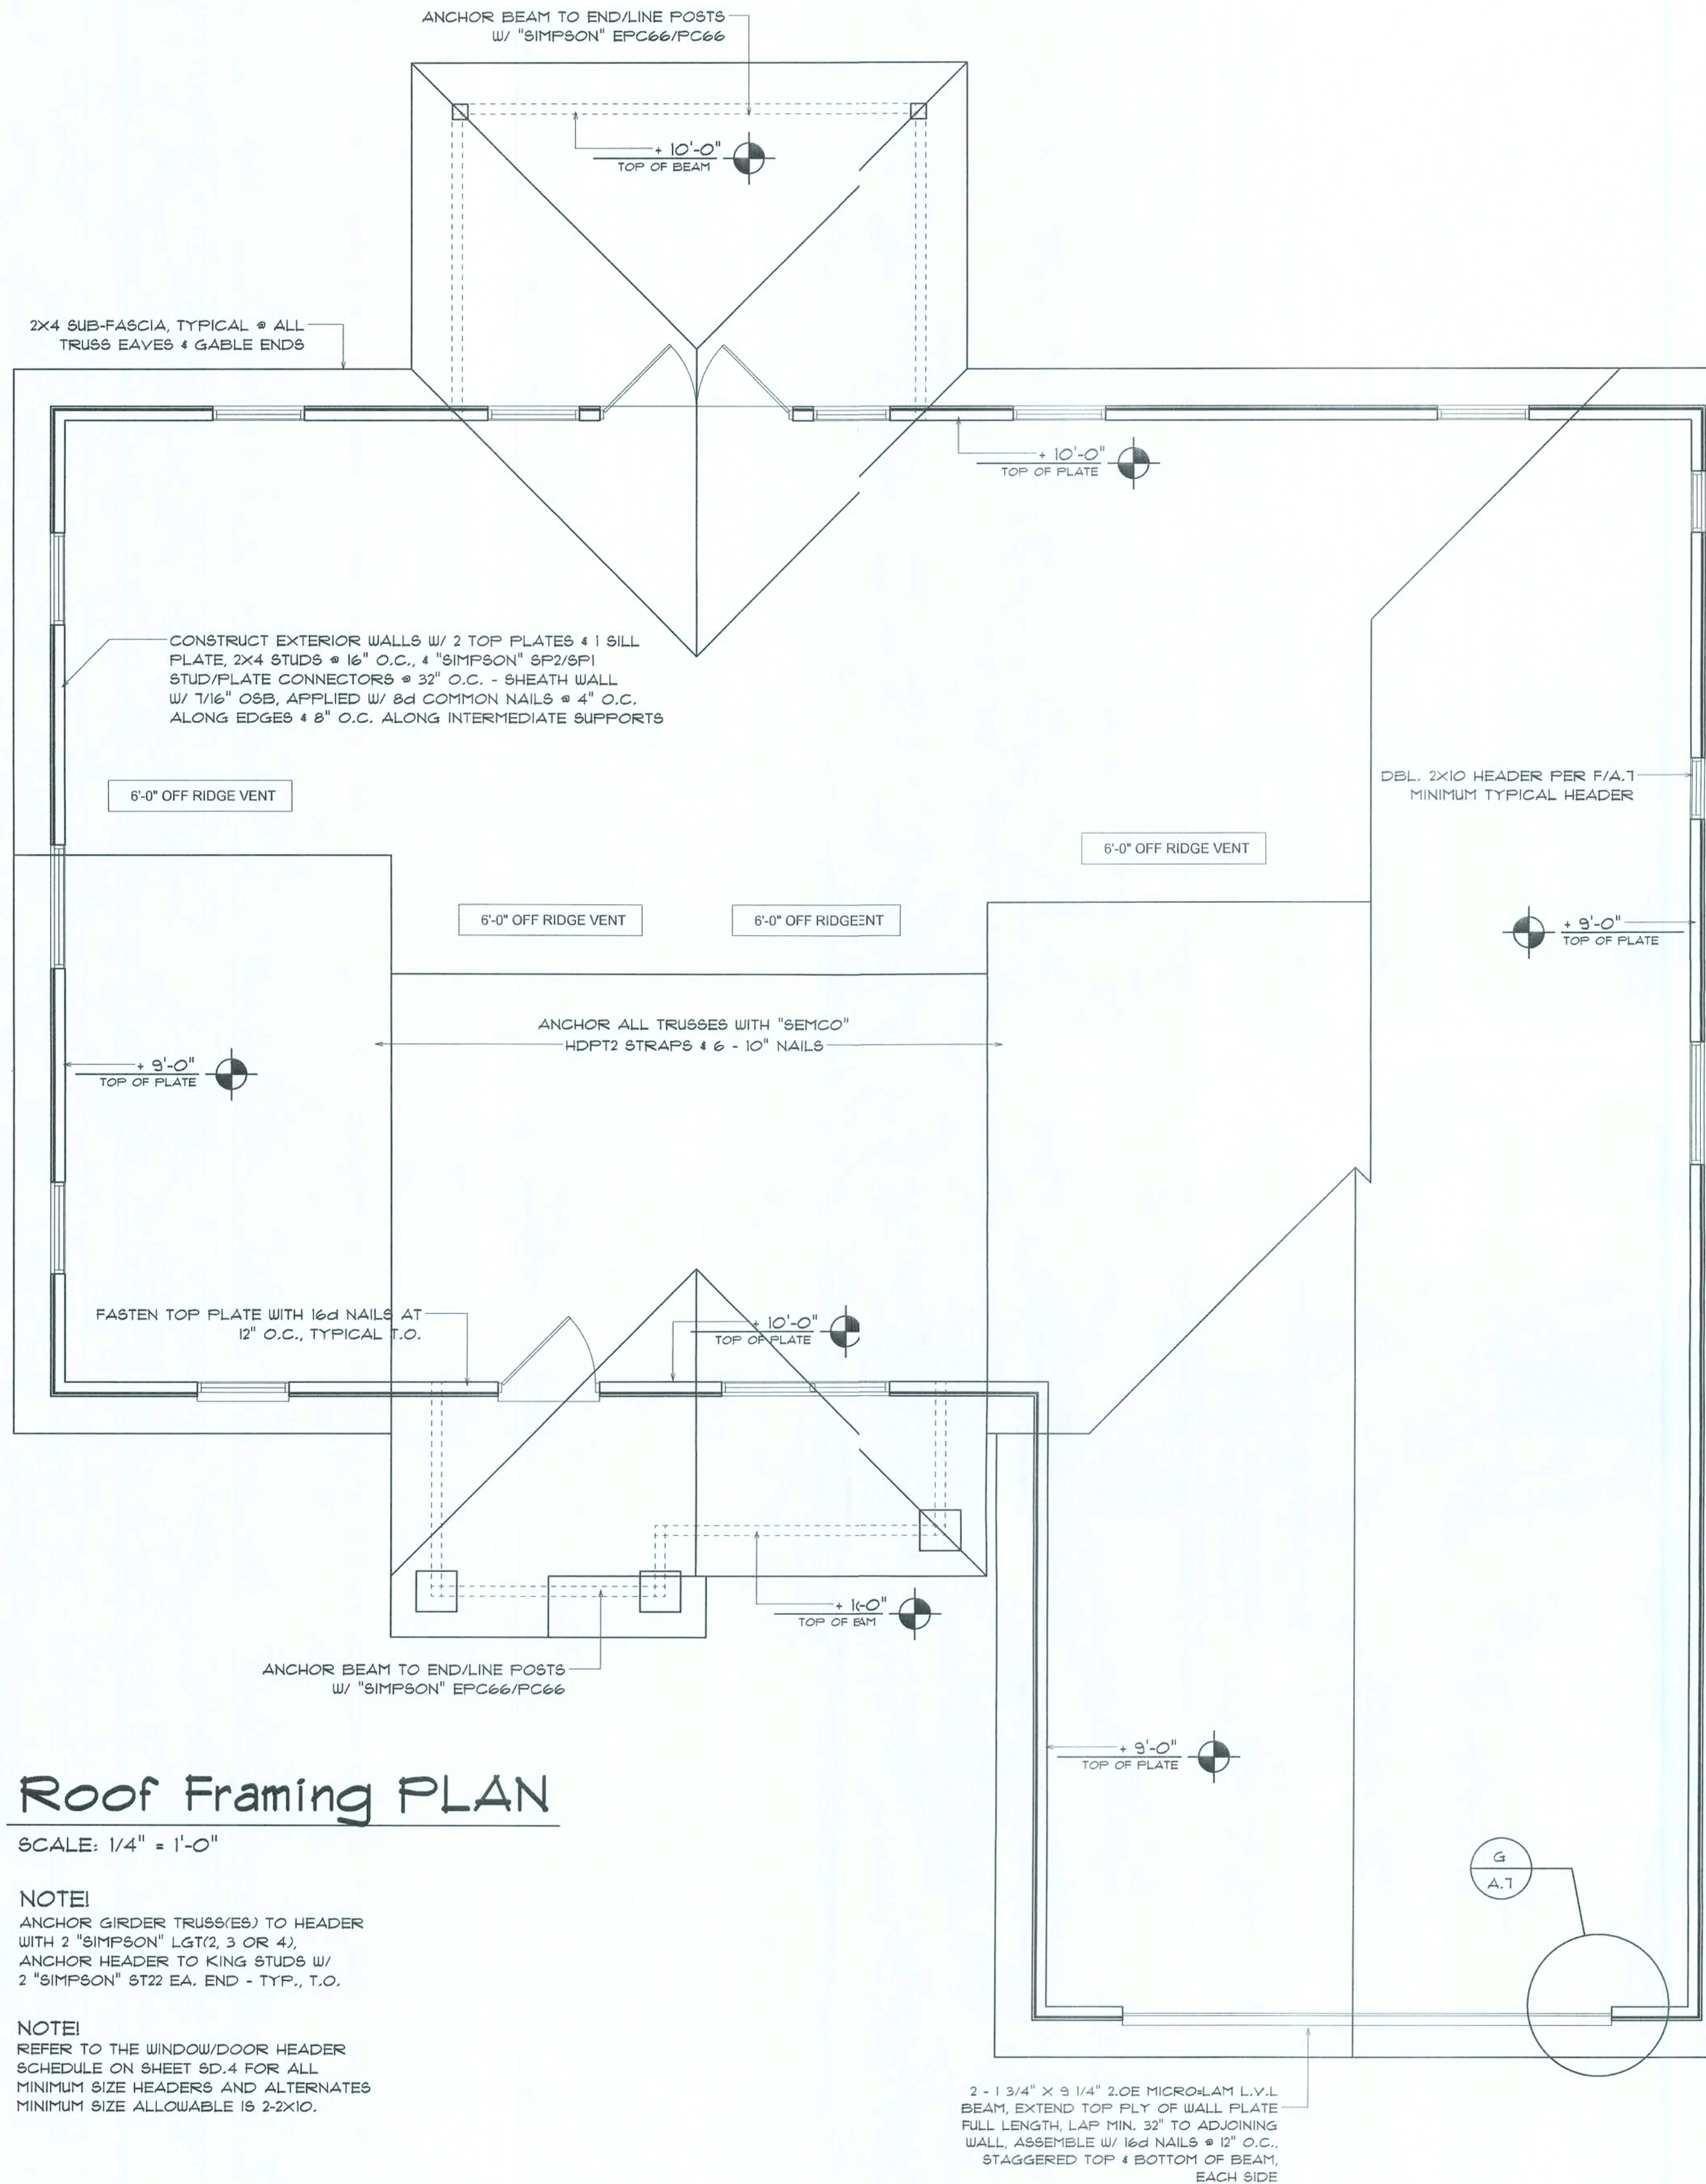 ANCHOR BEAM TO END/LINE POSTS
W/ "SIMPSON" EPC66/PC66
+ 10'-0"
TOP OF BEAM
2X4 SUB-FASCIA, TYPICAL @ ALL
TRUSS EAVES & GABLE ENDS
+ 10'-0"
TOP OF PLATE
CONSTRUCT EXTERIOR WALLS W/ 2 TOP PLATES & 1 SILL
PLATE, 2X4 STUDS @ 16" O.C., & "SIMPSON" SP2/SP1
STUD/PLATE CONNECTORS @ 32" O.C. - SHEATH WALL
W/ 7/16" OSB, APPLIED W/ 8d COMMON NAILS @ 4" O.C.
ALONG EDGES & 8" O.C. ALONG INTERMEDIATE SUPPORTS
DBL. 2X10 HEADER PER F/A.7
MINIMUM TYPICAL HEADER
6'-0" OFF RIDGE VENT
6'-0" OFF RIDGE VENT
6'-0" OFF RIDGE VENT
6'-0" OFF RIDGEENT
+ 9'-0"
TOP OF PLATE
ANCHOR ALL TRUSSES WITH "SEMCO"
HDPT2 STRAPS & 6 - 10" NAILS
+ 9'-0"
TOP OF PLATE
FASTEN TOP PLATE WITH 16d NAILS AT
12" O.C., TYPICAL T.O.
+ 10'-0"
TOP OF PLATE
TOP OF
ANCHOR BEAM TO END/LINE POSTS
W/ "SIMPSON" EPC66/PC66
+ 9'-0"
TOP OF PLATE
Roof Framing PLAN
SCALE: 1/4" = 1'-0"
G
A.7
NOTE!
ANCHOR GIRDER TRUSS(ES) TO HEADER
WITH 2 "SIMPSON" LGT(2, 3 OR 4),
ANCHOR HEADER TO KING STUDS W/
2 "SIMPSON" ST22 EA. END - TYP., T.O.
NOTE!
REFER TO THE WINDOW/DOOR HEADER
SCHEDULE ON SHEET SD.4 FOR ALL
MINIMUM SIZE HEADERS AND ALTERNATES
MINIMUM SIZE ALLOWABLE IS 2-2X10.
2 - 1 3/4" X 9 1/4" 2.0E MICRO=LAM L.V.L
BEAM, EXTEND TOP PLY OF WALL PLATE
FULL LENGTH, LAP MIN. 32" TO ADJOINING
WALL, ASSEMBLE W/ 16d NAILS @ 12" O.C.,
STAGGERED TOP & BOTTOM OF BEAM,
EACH SIDE